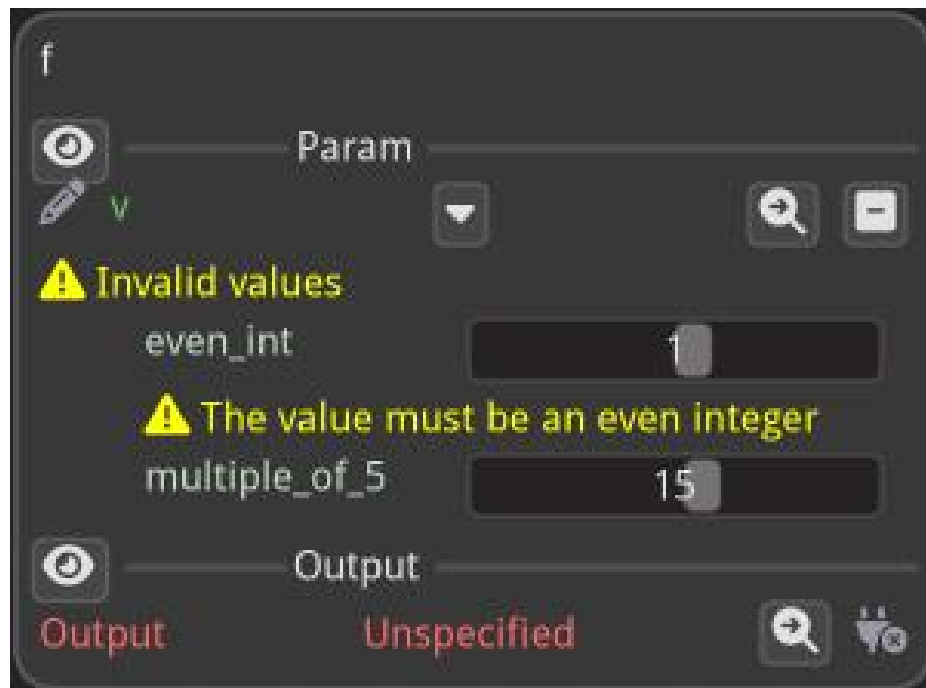 f
Param
v
Invalid values
even_int 1
The value must be an even integer
multiple_of_5 15
Output
Output Unspecified